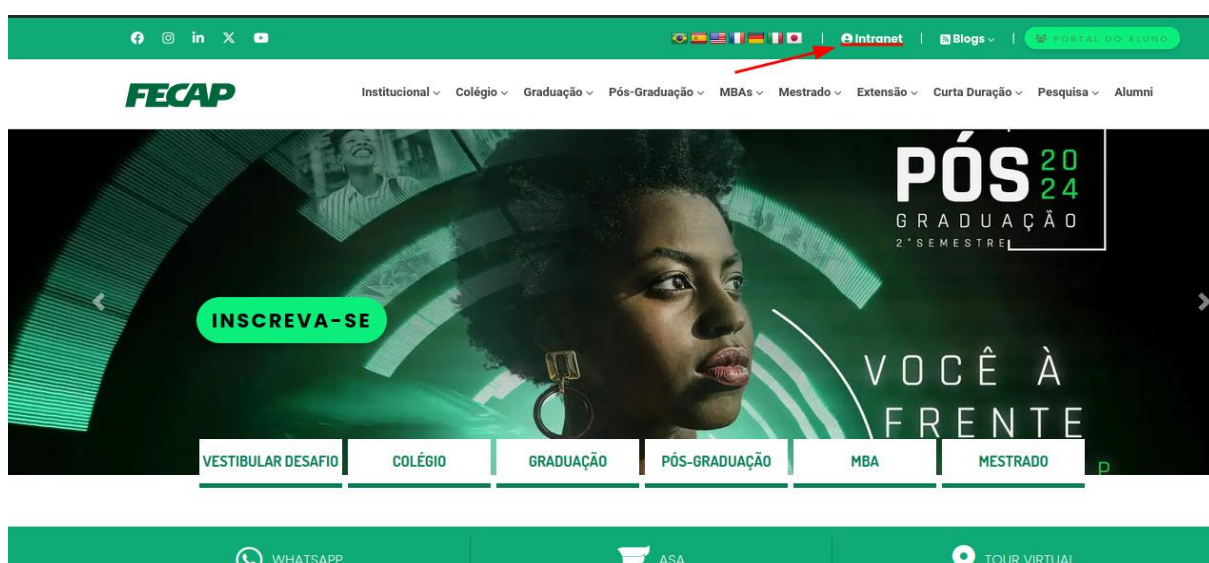 in X
Intranet | Blogs | PORTAL DO ALUNO
FECAP
Institucional Colégio Graduação Pós-Graduação MBAs Mestrado Extensão Curta Duração Pesquisa Alumni
PÓS 2024
GRADUAÇÃO
2°SEMESTRE
INSCREVA-SE
VOCÊ À
FRENTE
VESTIBULAR DESAFIO COLÉGIO GRADUAÇÃO PÓS-GRADUAÇÃO MBA MESTRADO
P
WHATSAPP ASA TOUR VIRTUAL